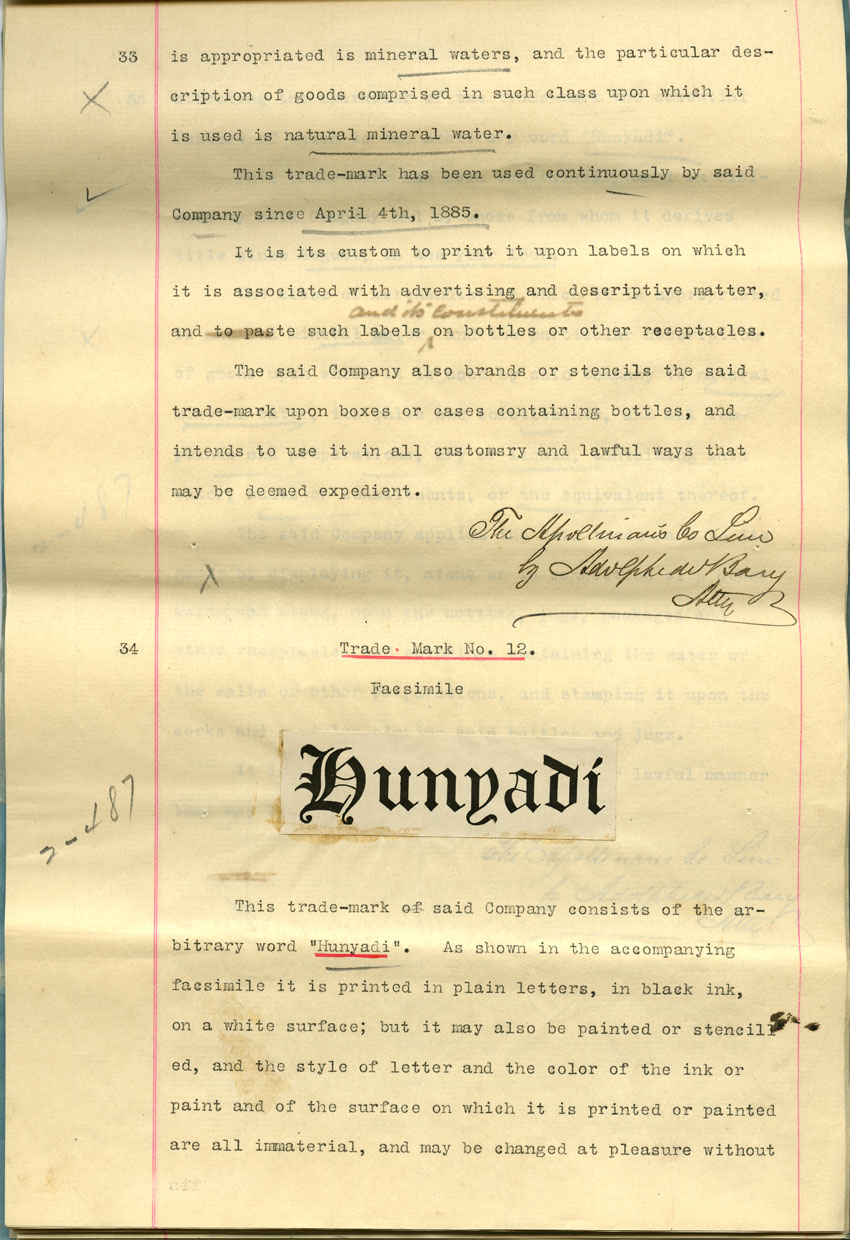 33 is appropriated is mineral waters, and the particular des-
cription of goods comprised in such class upon which it
is used is natural mineral water.
This trade-mark has been used continuously by said
Company since April 4th, 1885.
It is its custom to print it upon labels on which
it is associated with advertising and descriptive matter,
and its constituents
and to paste such labels on bottles or other receptacles.
The said Company also brands or stencils the said
trade-mark upon boxes or cases containing bottles, and
intends to use it in all customsry and lawful ways that
may be deemed expedient.
The Apollinaris Co Lim
by Adolphe de Bary
Atty
34 Trade Mark No. 12.
Facsimile
Hunyadi
487
This trade-mark of said Company consists of the ar-
bitrary word "Hunyadi". As shown in the accompanying
facsimile it is printed in plain letters, in black ink,
on a white surface; but it may also be painted or stencill
ed, and the style of letter and the color of the ink or
paint and of the surface on which it is printed or painted
are all immaterial, and may be changed at pleasure without